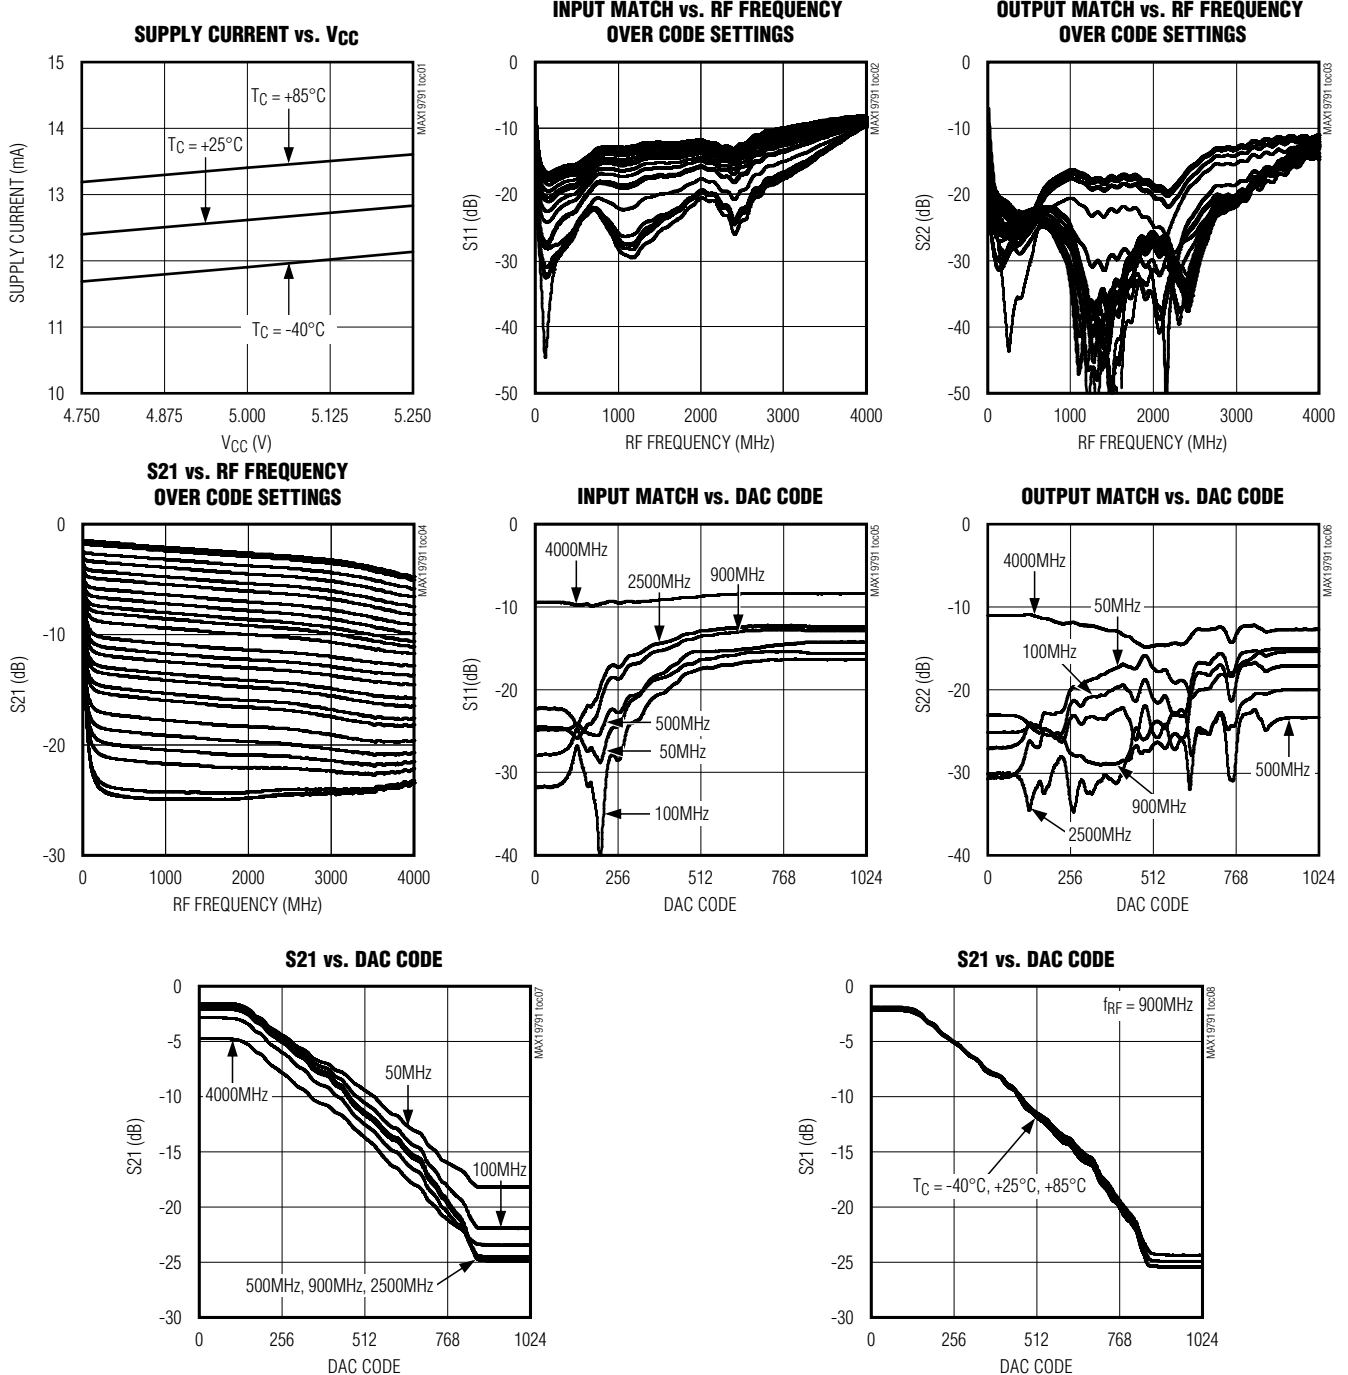 SUPPLY CURRENT vs. VCC
15
14
13
12
11
10
SUPPLY CURRENT (mA)
TC = +85°C
TC = +25°C
TC = -40°C
4.750 4.875 5.000 5.125 5.250
VCC (V)
MAX19791 toc01
INPUT MATCH vs. RF FREQUENCY
OVER CODE SETTINGS
0
-10
-20
-30
-40
-50
S11 (dB)
0 1000 2000 3000 4000
RF FREQUENCY (MHz)
MAX19791 toc02
OUTPUT MATCH vs. RF FREQUENCY
OVER CODE SETTINGS
0
-10
-20
-30
-40
-50
S22 (dB)
0 1000 2000 3000 4000
RF FREQUENCY (MHz)
MAX19791 toc03
S21 vs. RF FREQUENCY
OVER CODE SETTINGS
0
-10
-20
-30
S21 (dB)
0 1000 2000 3000 4000
RF FREQUENCY (MHz)
MAX19791 toc04
INPUT MATCH vs. DAC CODE
0
-10
-20
-30
-40
S11(dB)
4000MHz
2500MHz
900MHz
500MHz
50MHz
100MHz
0 256 512 768 1024
DAC CODE
MAX19791 toc05
OUTPUT MATCH vs. DAC CODE
0
-10
-20
-30
-40
S22 (dB)
4000MHz
50MHz
100MHz
500MHz
900MHz
2500MHz
0 256 512 768 1024
DAC CODE
MAX19791 toc06
S21 vs. DAC CODE
0
-5
-10
-15
-20
-25
-30
S21 (dB)
4000MHz
50MHz
100MHz
500MHz, 900MHz, 2500MHz
0 256 512 768 1024
DAC CODE
MAX19791 toc07
S21 vs. DAC CODE
0
-5
-10
-15
-20
-25
-30
S21 (dB)
fRF = 900MHz
TC = -40°C, +25°C, +85°C
0 256 512 768 1024
DAC CODE
MAX19791 toc08